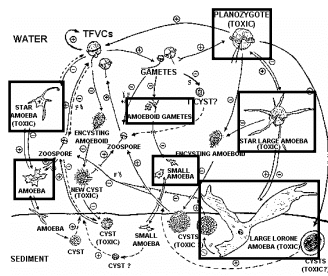 WATER
TFVCs
PLANOZYGOTE
(TOXIC)
GAMETES
STAR
AMOEBA
(TOXIC)
CYST?
AMOEBOID GAMETES
ENCYSTING
AMOEBOID
STAR LARGE AMOEBA
(TOXIC)
ZOOSPORE
ZOOSPORE
ENCYSTING AMOEBOID
AMOEBA
NEW CYST
(TOXIC)
SMALL
AMOEBA
AMOEBA
CYST
CYST
(TOXIC)
SMALL AMOEBA
CYSTS
(TOXIC)
LARGE LORONE
AMOEBA (TOXIC)
CYST ?
CYSTS
(TOXIC)
SEDIMENT